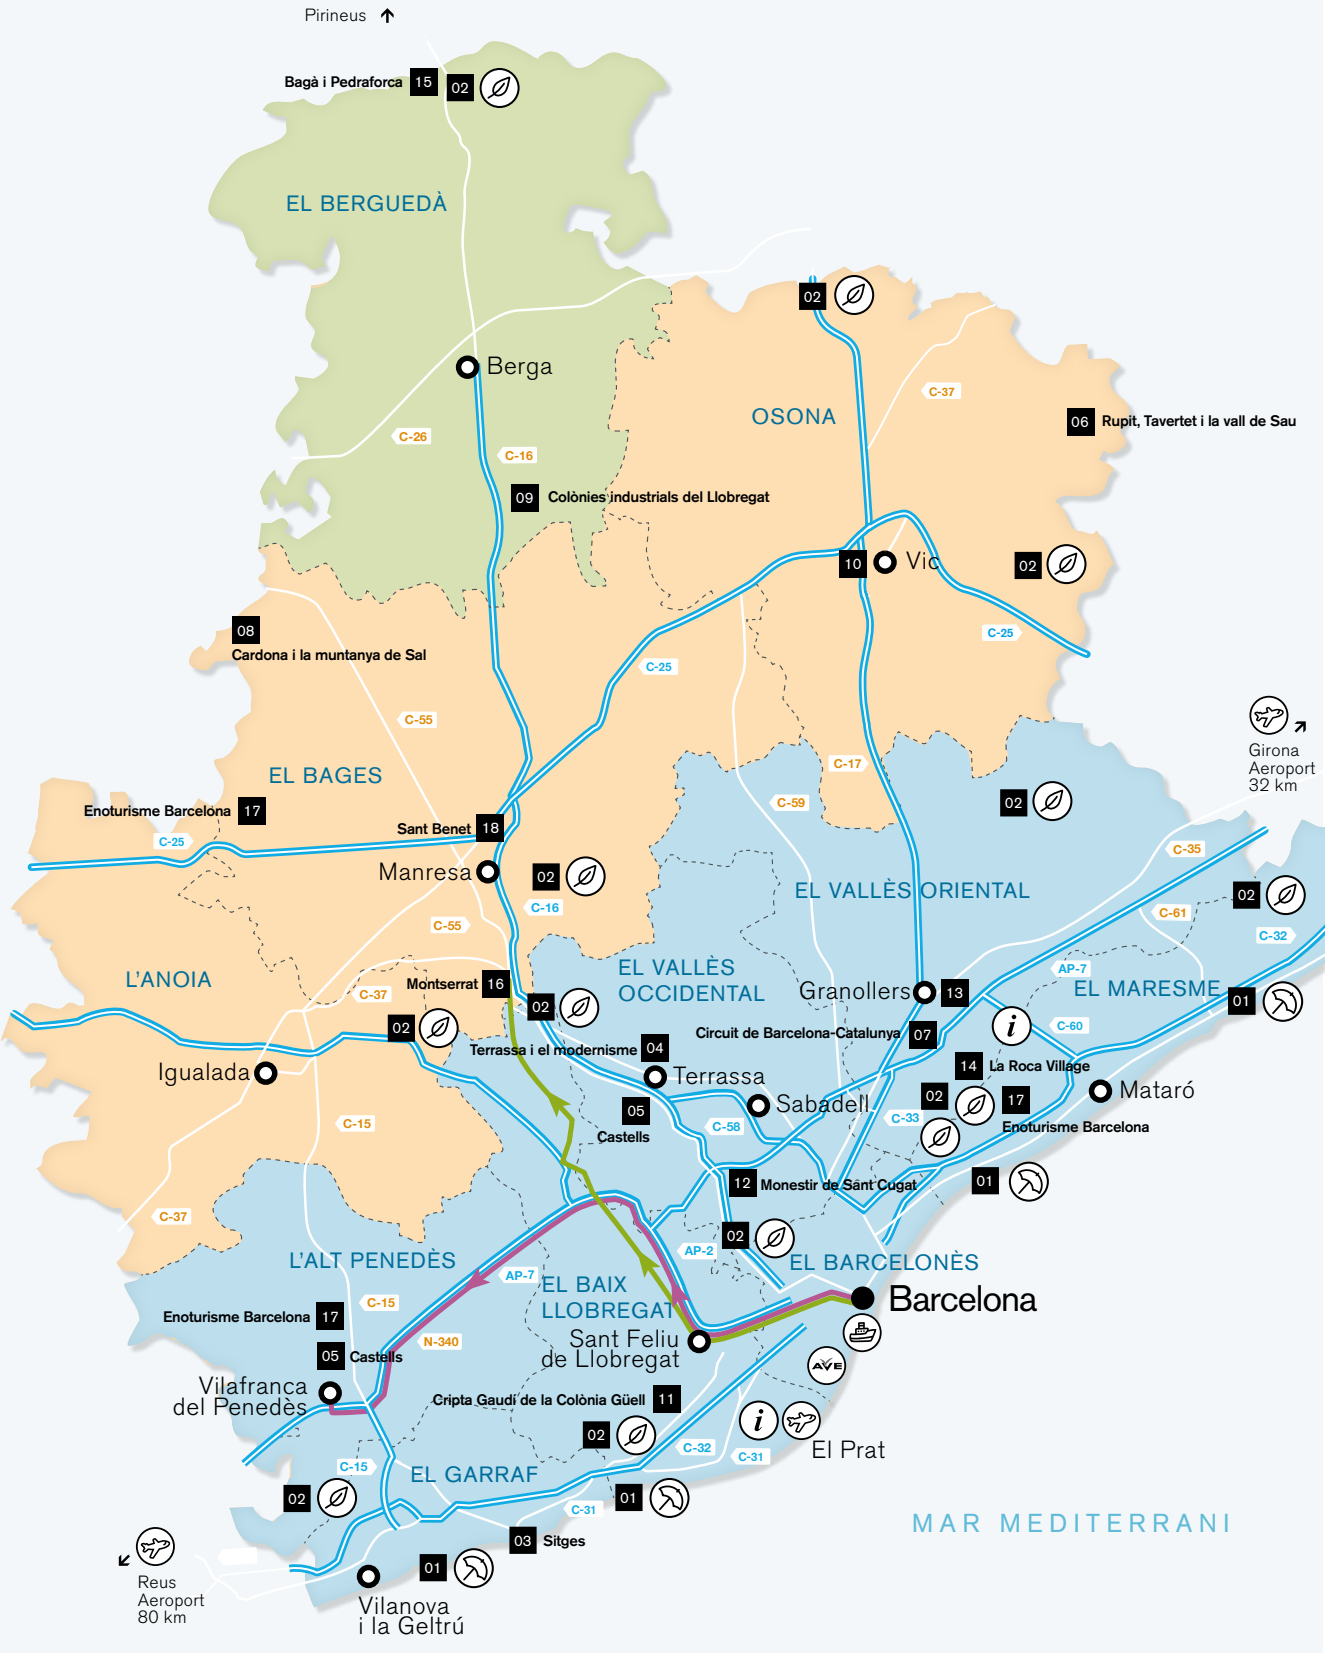 Pirineus
Bagà i Pedraforca 15 02
EL BERGUEDÀ
02
Berga
C-37
OSONA
06 Rupit, Tavertet i la vall de Sau
C-26
C-16
09 Colònies industrials del Llobregat
10 Vic
02
08
Cardona i la muntanya de Sal
C-25
C-25
C-55
Girona
Aeroport
32 km
C-17
EL BAGES
C-59
02
Enoturisme Barcelona 17
Sant Benet 18
C-25
C-35
Manresa
02
EL VALLÈS ORIENTAL
02
C-16
C-61
C-55
C-32
L'ANOIA
EL VALLÈS
OCCIDENTAL
AP-7
Montserrat 16
C-37
Granollers 13
EL MARESME
01
02
02
i
C-60
Circuit de Barcelona-Catalunya 07
Terrassa i el modernisme 04
14 La Roca Village
Igualada
Terrassa
Mataró
02
17
Sabadell
05
C-33
Enoturisme Barcelona
C-15
C-58
Castells
12 Monestir de Sant Cugat
01
C-37
02
AP-2
L'ALT PENEDÈS
EL BARCELONÈS
AP-7
EL BAIX
LLOBREGAT
Barcelona
C-15
Enoturisme Barcelona 17
N-340
Sant Feliu
de Llobregat
05 Castells
AVE
Vilafranca
del Penedès
Cripta Gaudí de la Colònia Güell 11
i
02
El Prat
C-32
C-31
C-15
EL GARRAF
02
01
C-31
MAR MEDITERRANI
03 Sitges
01
Reus
Aeroport
80 km
Vilanova
i la Geltrú